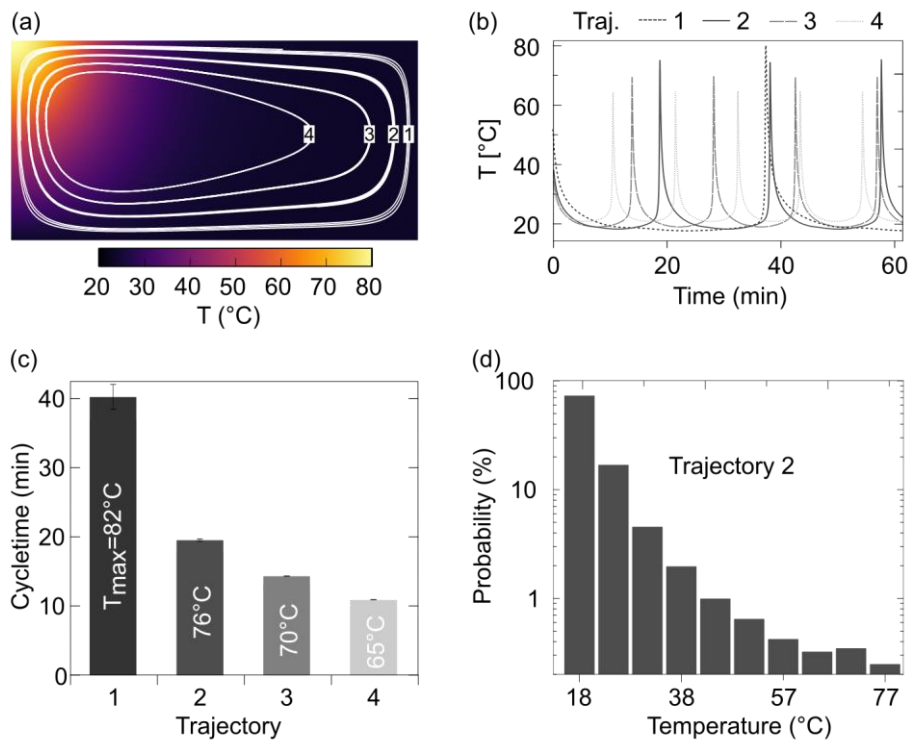 (a)
4 3 2 1
20 30 40 50 60 70 80
T (°C)
(b) Traj. 1 2 3 4
80
60
40
20
T [°C]
0 20 40 60
Time (min)
(c)
40
30
20
10
0
Cycletime (min)
Tmax=82°C
76°C
70°C
65°C
1 2 3 4
Trajectory
(d)
100
10
1
Probability (%)
Trajectory 2
18 38 57 77
Temperature (°C)